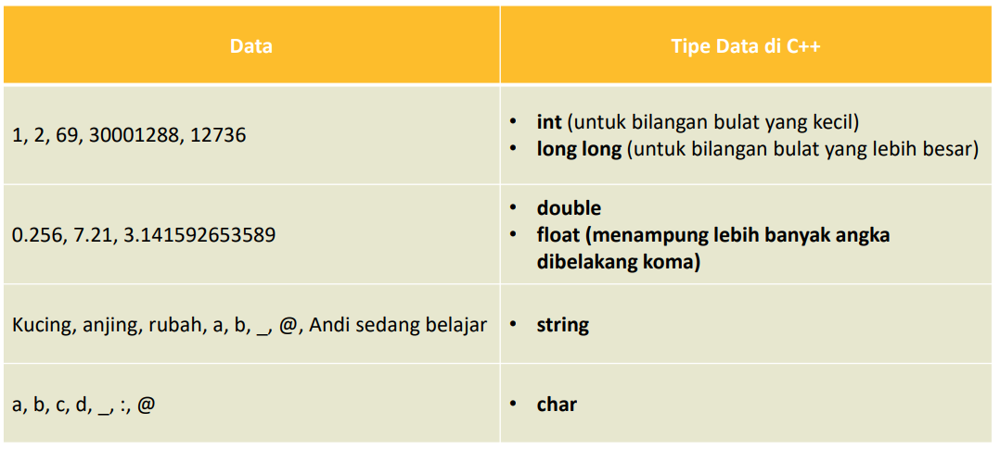 Data
Tipe Data di C++
1, 2, 69, 30001288, 12736
• int (untuk bilangan bulat yang kecil)
• long long (untuk bilangan bulat yang lebih besar)
0.256, 7.21, 3.141592653589
• double
• float (menampung lebih banyak angka
dibelakang koma)
Kucing, anjing, rubah, a, b, _, @, Andi sedang belajar
• string
a, b, c, d, _, :, @
• char